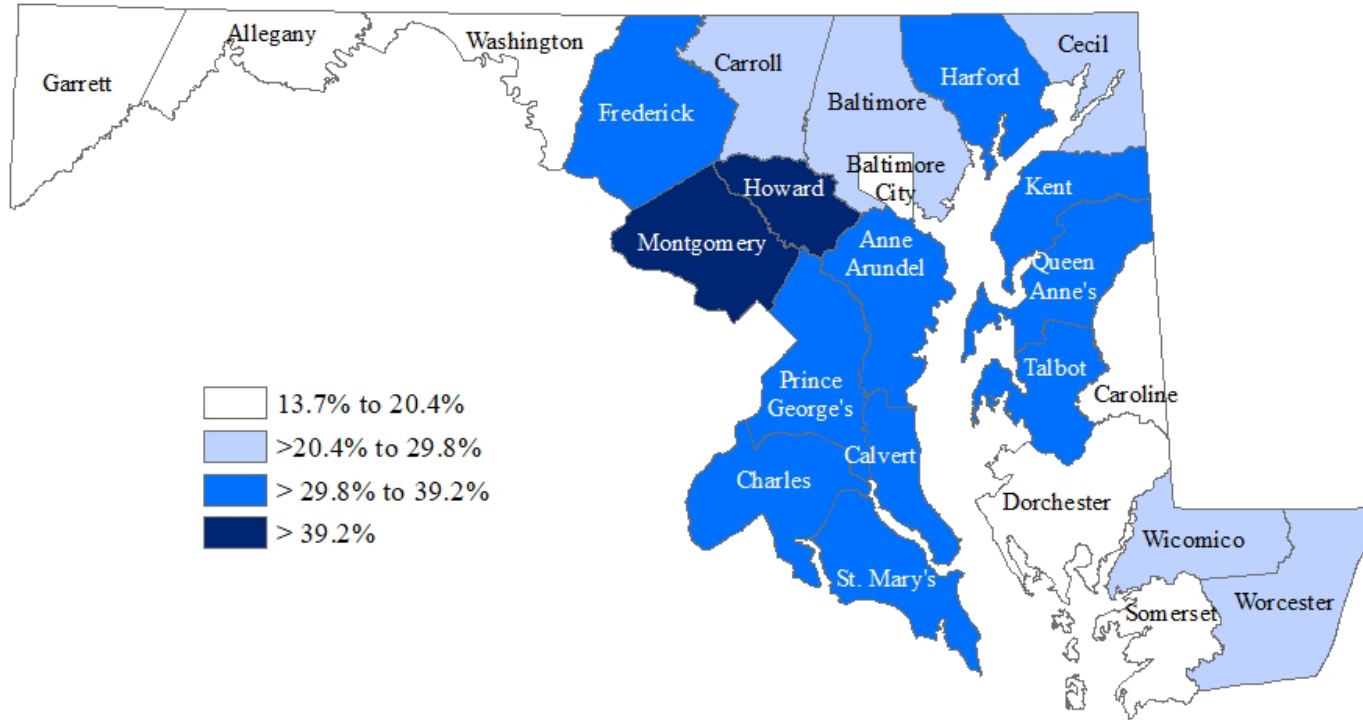 Garrett
Allegany
Washington
Frederick
Carroll
Baltimore
Baltimore
City
Harford
Cecil
Howard
Montgomery
Anne
Arundel
Kent
Queen
Anne's
Talbot
Caroline
Prince
George's
Calvert
Charles
St. Mary's
Dorchester
Wicomico
Somerset
Worcester
13.7% to 20.4%
>20.4% to 29.8%
> 29.8% to 39.2%
> 39.2%